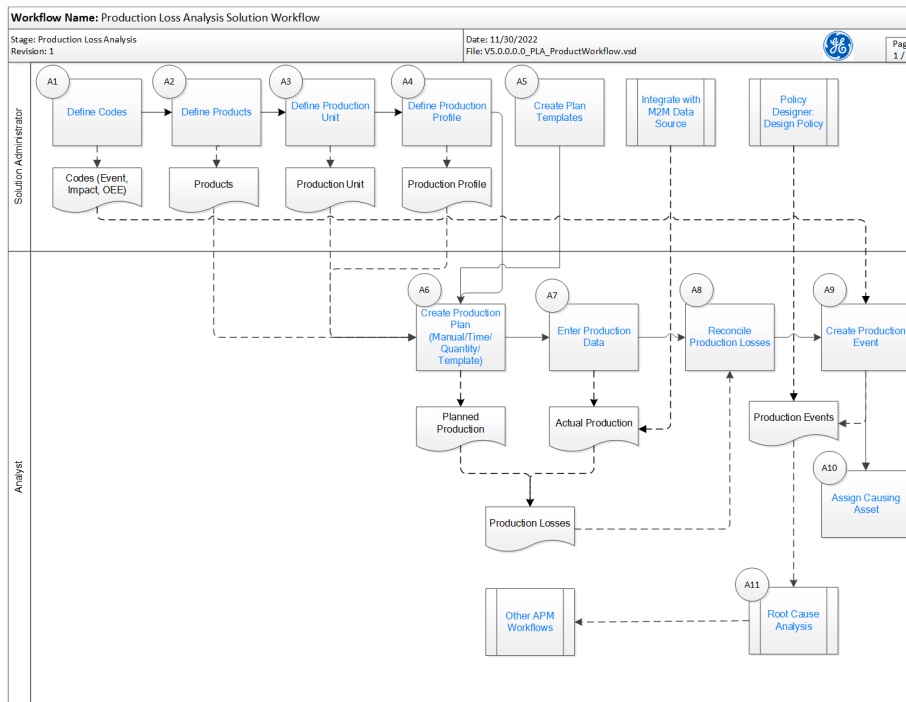 Workflow Name: Production Loss Analysis Solution Workflow
Stage: Production Loss Analysis
Revision: 1
Date: 11/30/2022
File: V5.0.0.0.0_PLA_ProductWorkflow.vsd
Pag
1 /
Solution Administrator
A1
Define Codes
A2
Define Products
A3
Define Production
Unit
A4
Define Production
Profile
A5
Create Plan
Templates
Integrate with
M2M Data
Source
Policy
Designer:
Design Policy
Codes (Event,
Impact, OEE)
Products
Production Unit
Production Profile
Analyst
A6
Create Production
Plan
(Manual/Time/
Quantity/
Template)
A7
Enter Production
Data
A8
Reconcile
Production Losses
A9
Create Production
Event
Planned
Production
Actual Production
Production Events
A10
Assign Causing
Asset
Production Losses
A11
Root Cause
Analysis
Other APM
Workflows